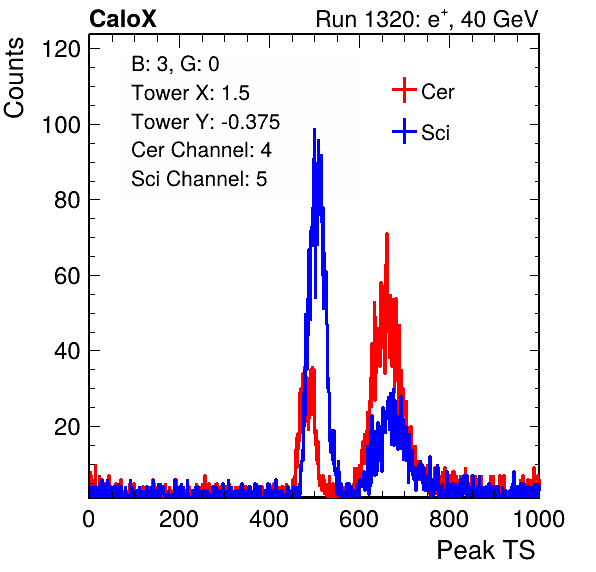 CaloX Run 1320: e⁺, 40 GeV
Counts
B: 3, G: 0
Tower X: 1.5
Tower Y: -0.375
Cer Channel: 4
Sci Channel: 5
Cer
Sci
120
100
80
60
40
20
0 200 400 600 800 1000
Peak TS